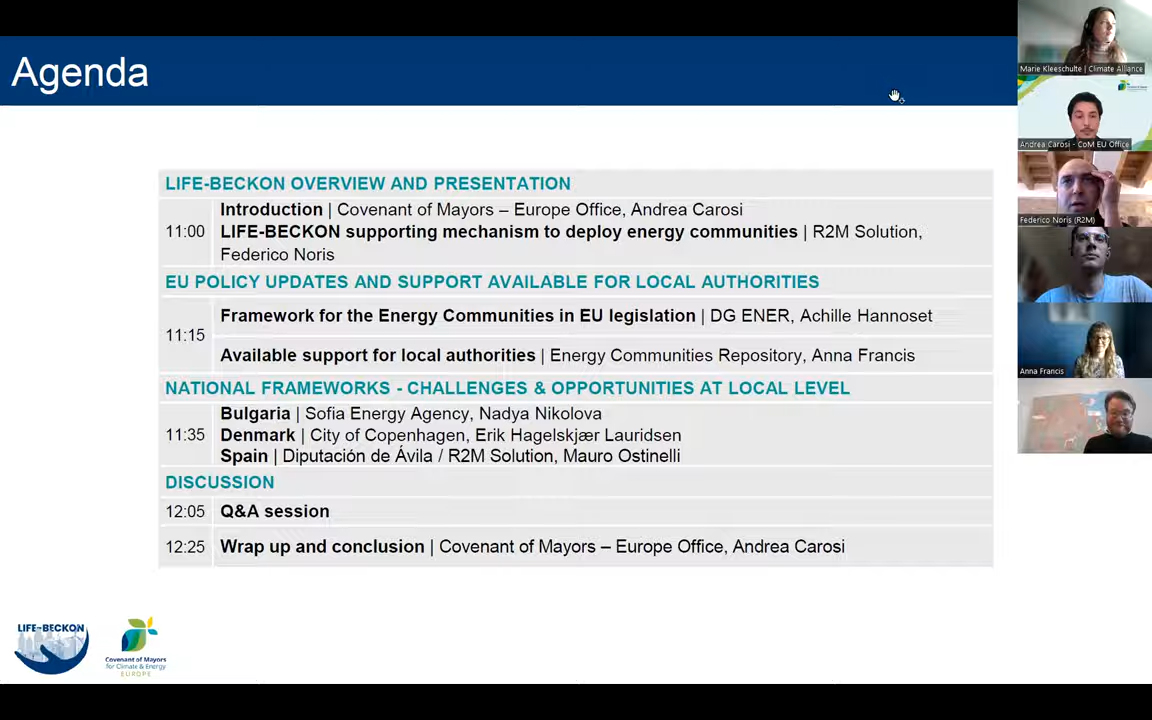 Agenda
LIFE-BECKON OVERVIEW AND PRESENTATION
11:00
Introduction | Covenant of Mayors – Europe Office, Andrea Carosi
LIFE-BECKON supporting mechanism to deploy energy communities | R2M Solution,
Federico Noris
EU POLICY UPDATES AND SUPPORT AVAILABLE FOR LOCAL AUTHORITIES
11:15
Framework for the Energy Communities in EU legislation | DG ENER, Achille Hannoset
Available support for local authorities | Energy Communities Repository, Anna Francis
NATIONAL FRAMEWORKS - CHALLENGES & OPPORTUNITIES AT LOCAL LEVEL
11:35
Bulgaria | Sofia Energy Agency, Nadya Nikolova
Denmark | City of Copenhagen, Erik Hagelskjær Lauridsen
Spain | Diputación de Ávila / R2M Solution, Mauro Ostinelli
DISCUSSION
12:05 Q&A session
12:25 Wrap up and conclusion | Covenant of Mayors – Europe Office, Andrea Carosi
LIFE-BECKON
Covenant of Mayors
for Climate & Energy
EUROPE
Marie Kleeschulte | Climate Alliance
Andrea Carosi - CoM EU Office
Federico Noris (R2M)
Anna Francis